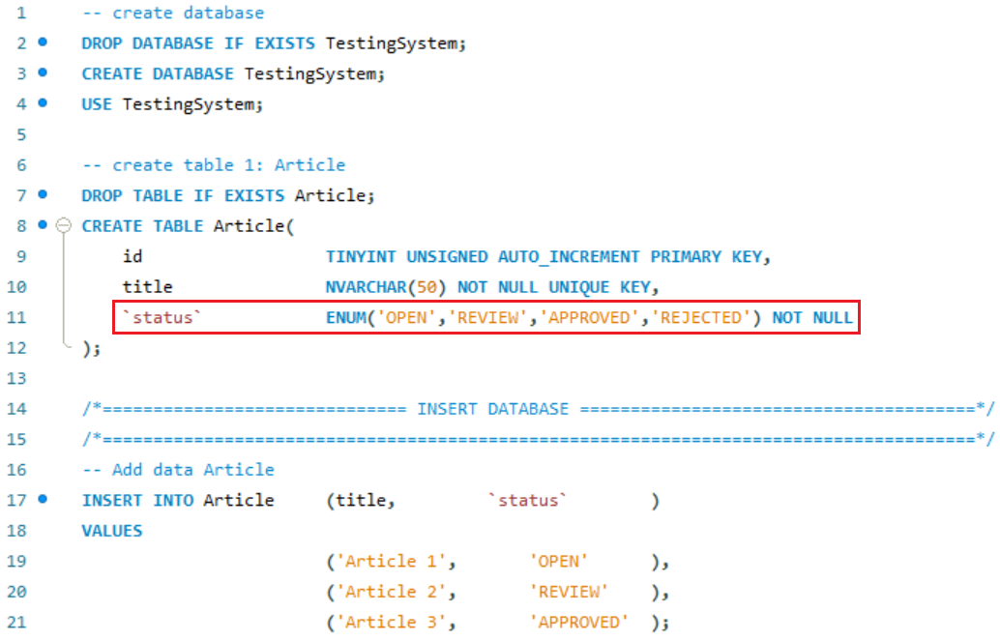 1 -- create database
2 DROP DATABASE IF EXISTS TestingSystem;
3 CREATE DATABASE TestingSystem;
4 USE TestingSystem;
5
6 -- create table 1: Article
7 DROP TABLE IF EXISTS Article;
8 CREATE TABLE Article(
9 id TINYINT UNSIGNED AUTO_INCREMENT PRIMARY KEY,
10 title NVARCHAR(50) NOT NULL UNIQUE KEY,
11 `status` ENUM('OPEN','REVIEW','APPROVED','REJECTED') NOT NULL
12 );
13
14 /*============================== INSERT DATABASE =======================================*/
15 /*======================================================================================*/
16 -- Add data Article
17 INSERT INTO Article (title, `status` )
18 VALUES
19 ('Article 1', 'OPEN' ),
20 ('Article 2', 'REVIEW' ),
21 ('Article 3', 'APPROVED' );